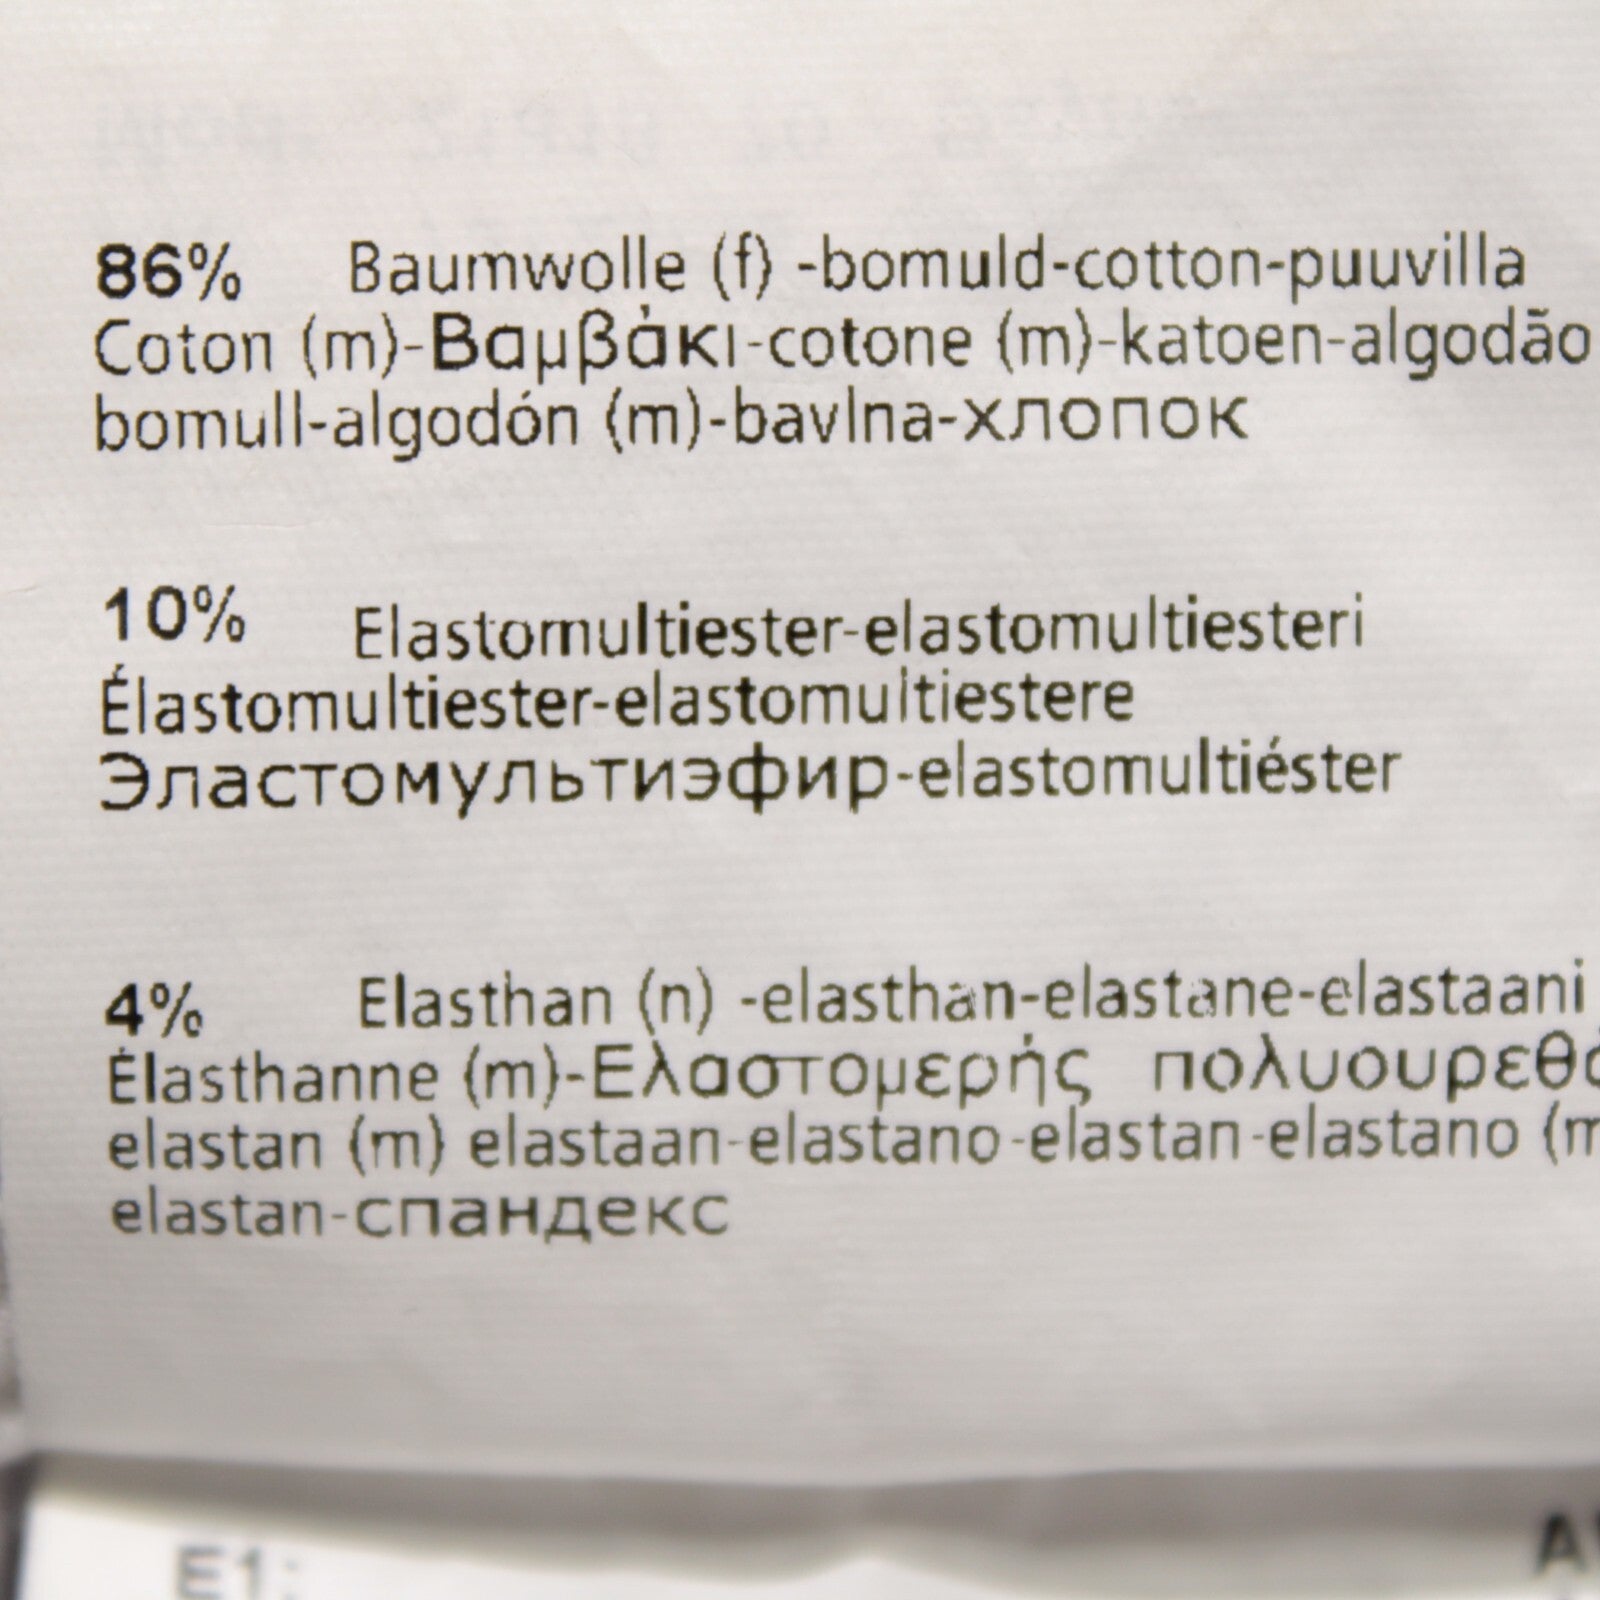 86% Baumwolle (f) -bomuld-cotton-puuvilla
Coton (m)-Βαμβάκι-cotone (m)-katoen-algodão
bomull-algodón (m)-bavlna-хлопок
10% Elastomultiester-elastomultiesteri
Élastomultiester-elastomultiestere
Эластомультиэфир-elastomultiéster
4% Elasthan (n) -elasthan-elastane-elastaani
Élasthanne (m)-Ελαστομερής
elastan (m) elastaan-elastano-elastan-elastano (m
elastan-спандекс
E1: